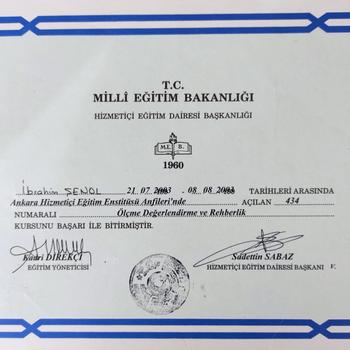 T.C.
MİLLÎ EĞİTİM BAKANLIĞI
HİZMETİÇİ EĞİTİM DAİRESİ BAŞKANLIĞI
M.E. B.
1960
İbrahim ŞENOL 21.07.2003 - 08.08.2003 TARİHLERİ ARASINDA
Ankara Hizmetiçi Eğitim Enstitüsü Anfileri'nde AÇILAN 434
NUMARALI Ölçme Değerlendirme ve Rehberlik
KURSUNU BAŞARI İLE BİTİRMİŞTİR.
Kadri DİREKÇİ Sadettin SABAZ
EĞİTİM YÖNETİCİSİ HİZMETİÇİ EĞİTİM DAİRESİ BAŞKANI V.